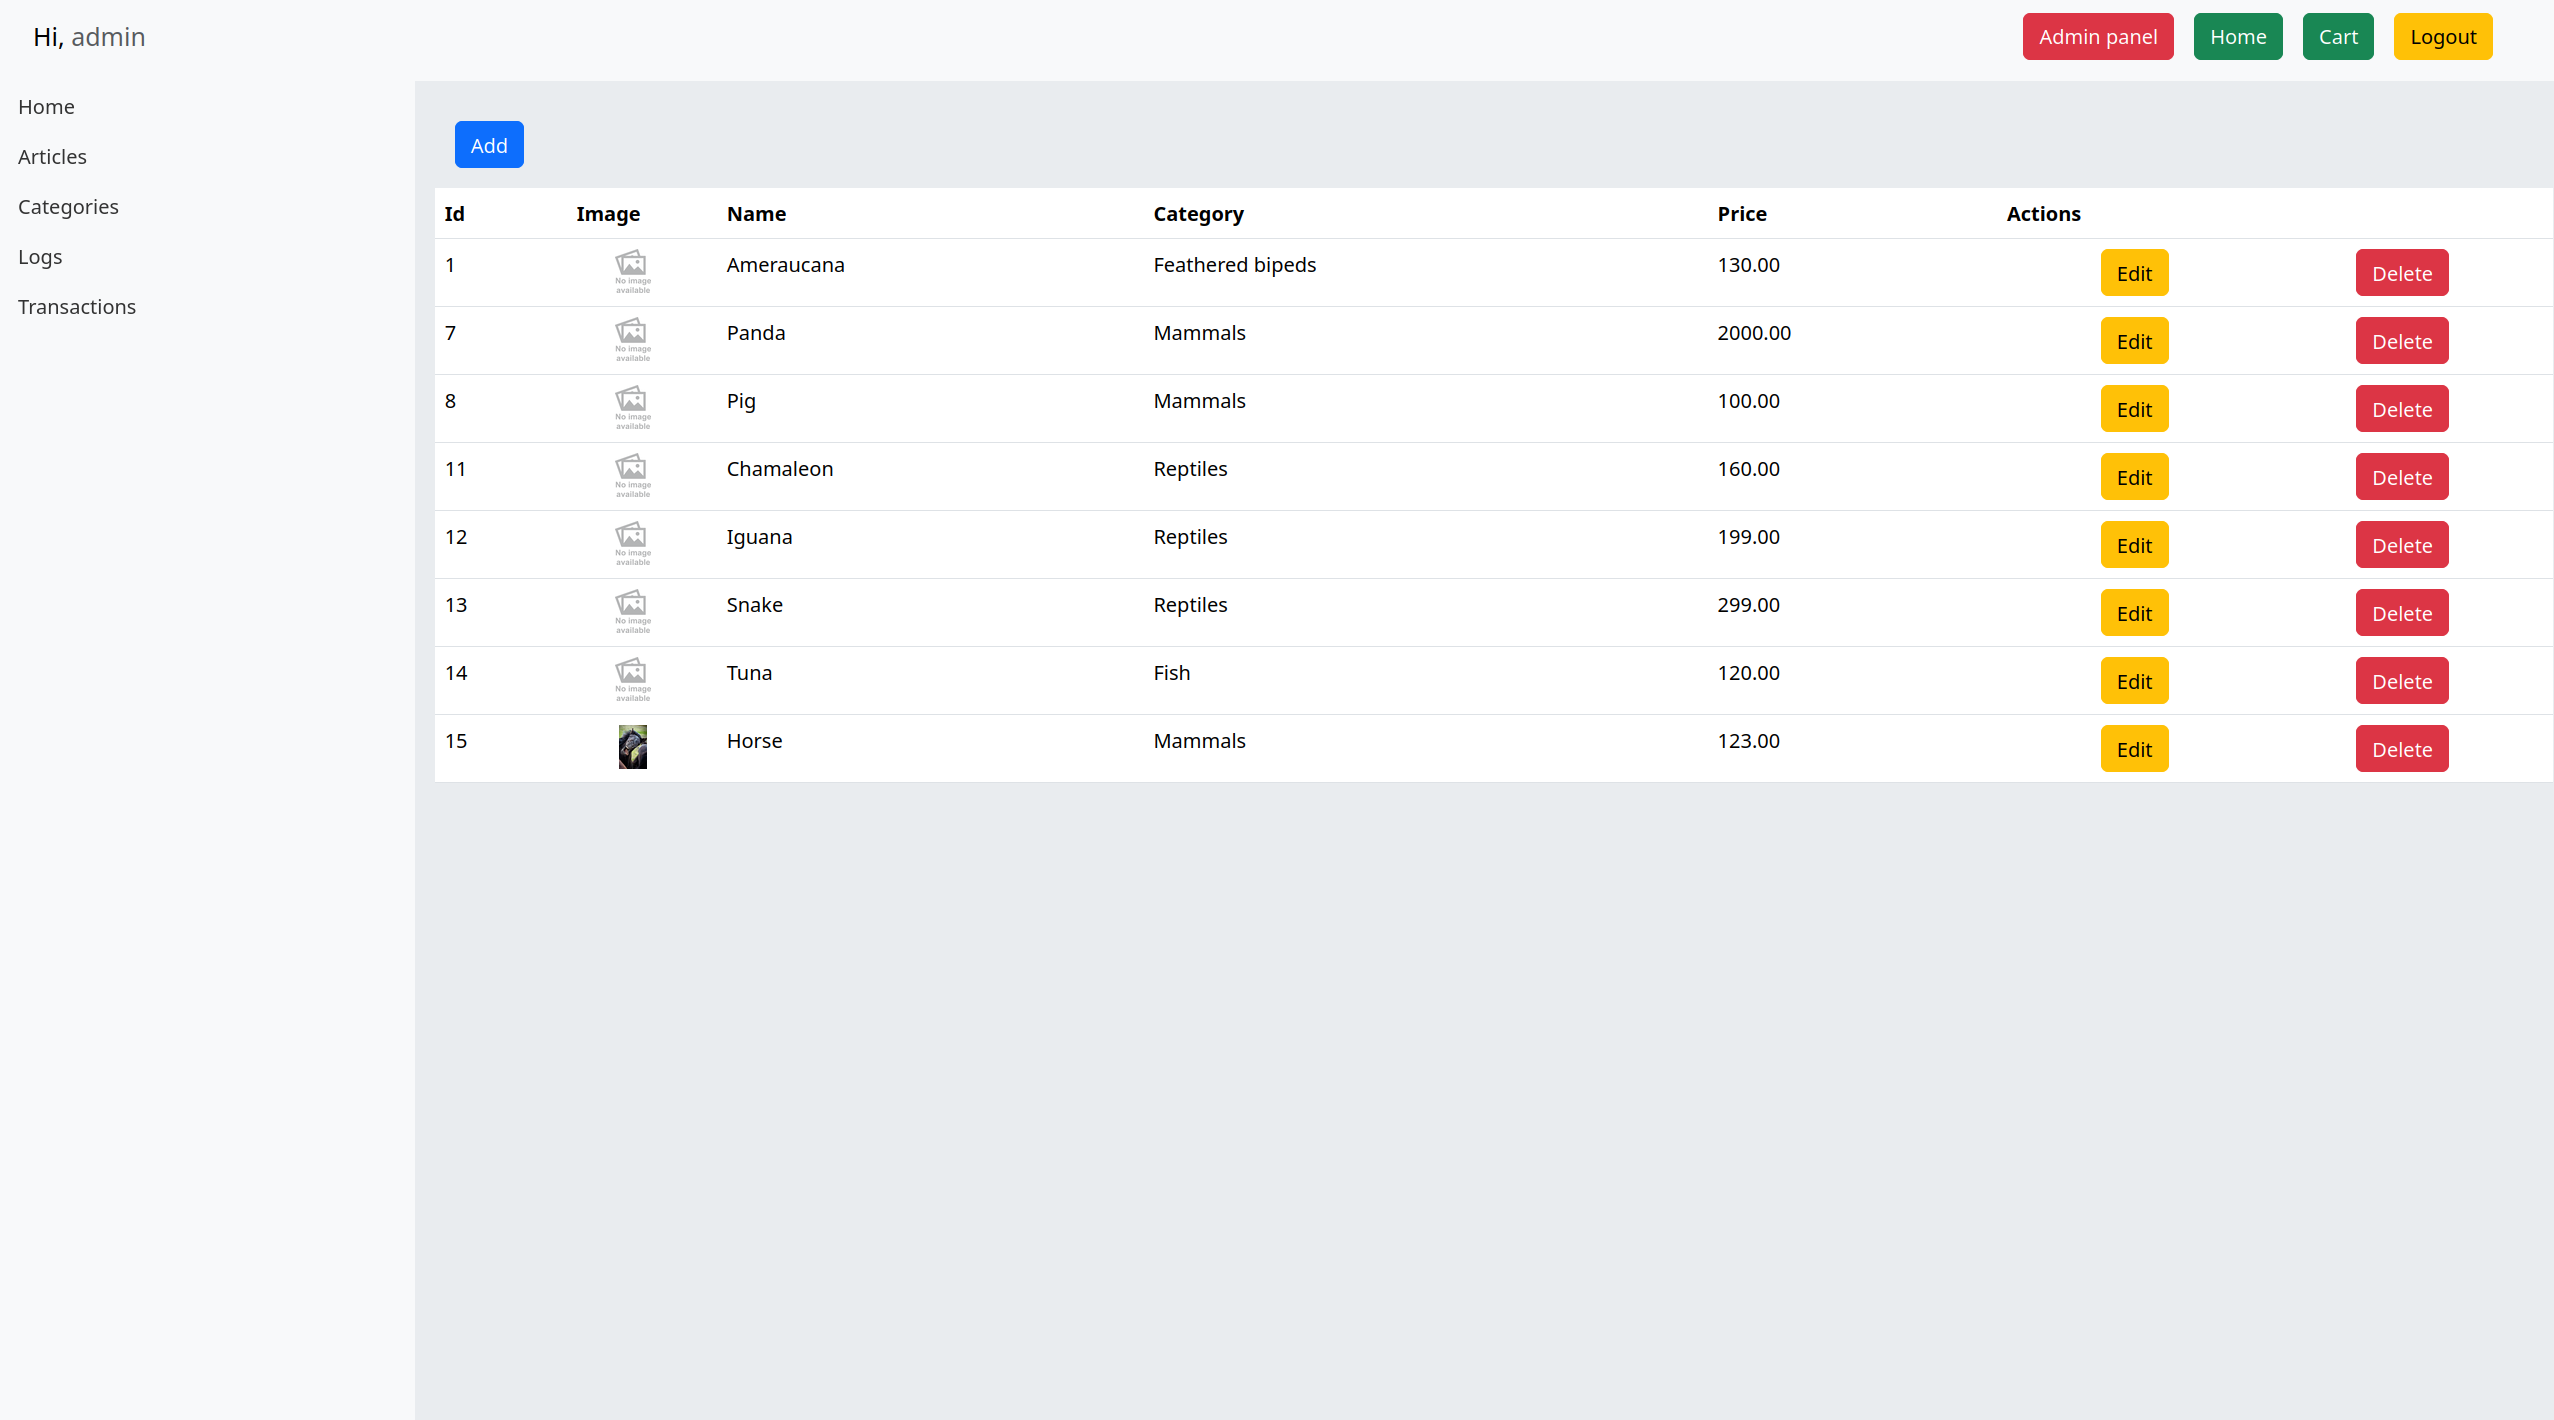 Hi, admin Admin panel Home Cart Logout
Home
Articles
Categories
Logs
Transactions
Add
Id Image Name Category Price Actions
1 No image available Ameraucana Feathered bipeds 130.00 Edit Delete
7 No image available Panda Mammals 2000.00 Edit Delete
8 No image available Pig Mammals 100.00 Edit Delete
11 No image available Chamaleon Reptiles 160.00 Edit Delete
12 No image available Iguana Reptiles 199.00 Edit Delete
13 No image available Snake Reptiles 299.00 Edit Delete
14 No image available Tuna Fish 120.00 Edit Delete
15 Horse Mammals 123.00 Edit Delete